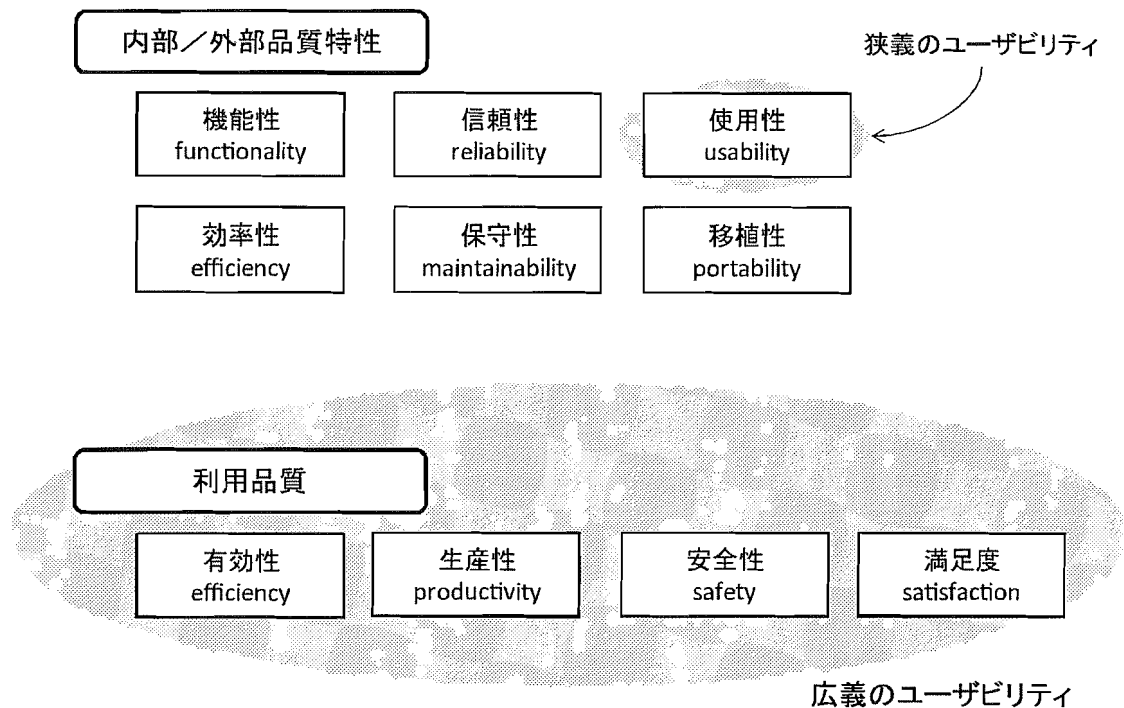 内部／外部品質特性
狭義のユーザビリティ
機能性
functionality
信頼性
reliability
使用性
usability
効率性
efficiency
保守性
maintainability
移植性
portability
利用品質
有効性
efficiency
生産性
productivity
安全性
safety
満足度
satisfaction
広義のユーザビリティ